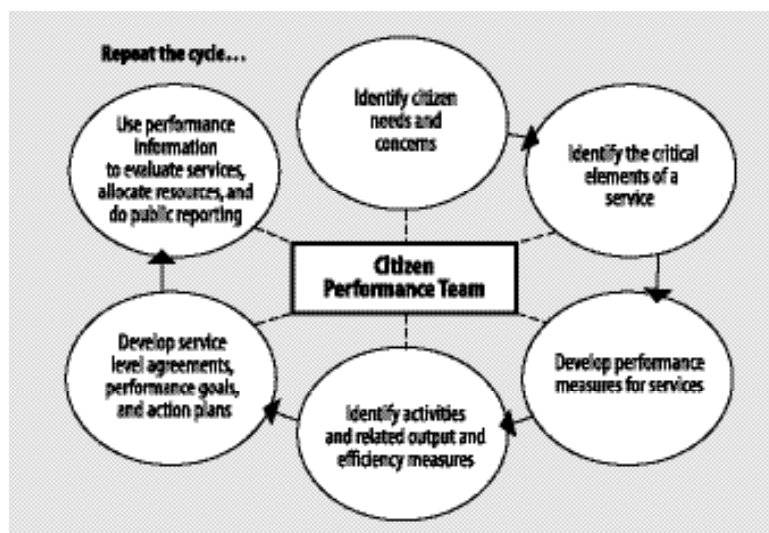 Repeat the cycle...
Identify citizen
needs and
concerns
Identify the critical
elements of a
service
Develop performance
measures for services
Identify activities
and related output and
efficiency measures
Develop service
level agreements,
performance goals,
and action plans
Use performance
information
to evaluate services,
allocate resources, and
do public reporting
Citizen
Performance Team